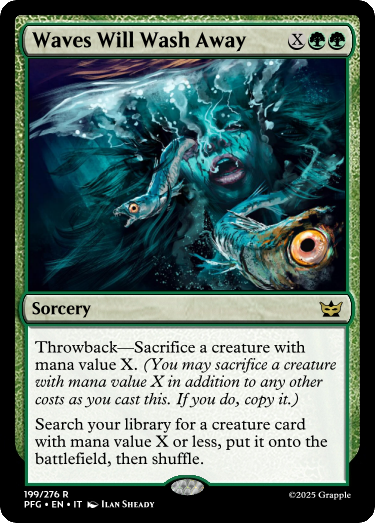 Waves Will Wash Away X
Sorcery
Throwback—Sacrifice a creature with
mana value X. (You may sacrifice a creature
with mana value X in addition to any other
costs as you cast this. If you do, copy it.)
Search your library for a creature card
with mana value X or less, put it onto the
battlefield, then shuffle.
199/276 R
PFG • EN • IT Ilan Sheady
©2025 Grapple